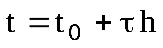 t = t₀ + τh